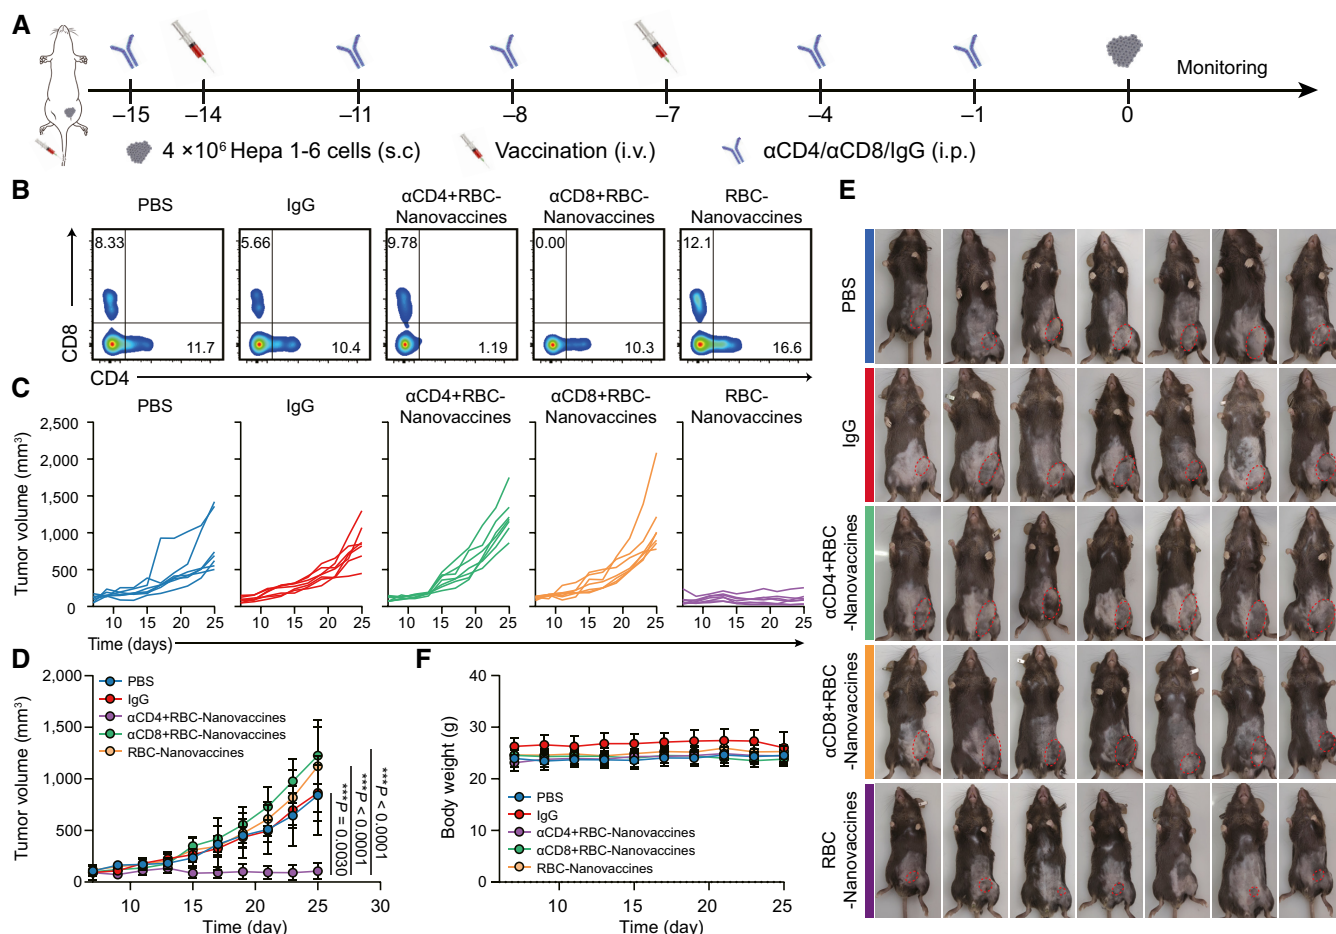 A
Monitoring
–15
–14
–11
–8
–7
–4
–1
0
4 ×10⁶ Hepa 1-6 cells (s.c)
Vaccination (i.v.)
αCD4/αCD8/IgG (i.p.)
B
PBS
IgG
αCD4+RBC-
Nanovaccines
αCD8+RBC-
Nanovaccines
RBC-
Nanovaccines
8.33
5.66
9.78
0.00
12.1
11.7
10.4
1.19
10.3
16.6
CD8
CD4
C
PBS
IgG
αCD4+RBC-
Nanovaccines
αCD8+RBC-
Nanovaccines
RBC-
Nanovaccines
Tumor volume (mm³)
2,500
2,000
1,500
1,000
500
0
10 15 20 25
10 15 20 25
10 15 20 25
10 15 20 25
10 15 20 25
Time (days)
D
Tumor volume (mm³)
2,000
1,500
1,000
500
0
PBS
IgG
αCD4+RBC-Nanovaccines
αCD8+RBC-Nanovaccines
RBC-Nanovaccines
***P = 0.0030
***P < 0.0001
***P < 0.0001
10 15 20 25 30
Time (day)
F
Body weight (g)
40
30
20
10
0
PBS
IgG
αCD4+RBC-Nanovaccines
αCD8+RBC-Nanovaccines
RBC-Nanovaccines
10 15 20 25
Time (day)
E
PBS
IgG
αCD4+RBC
-Nanovaccines
αCD8+RBC
-Nanovaccines
RBC
-Nanovaccines